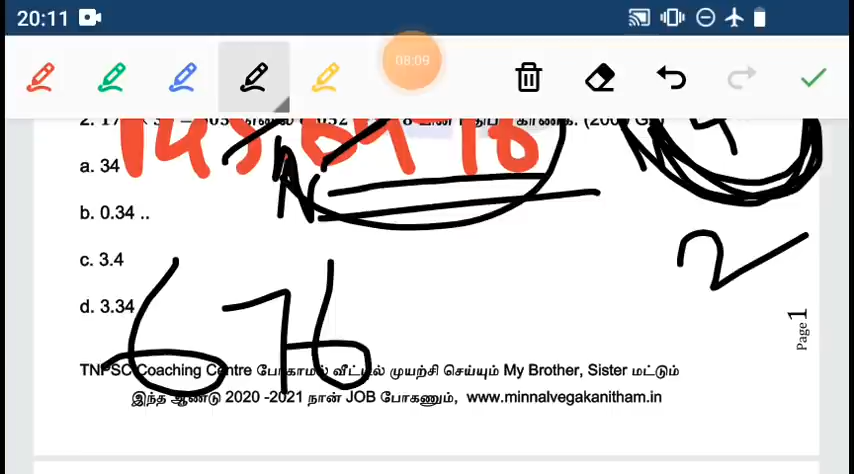 20:11
08:09
a. 34
b. 0.34 ..
c. 3.4
d. 3.34
2
676
Page 1
TNPSC Coaching Centre போகாமல் வீட்டில் முயற்சி செய்யும் My Brother, Sister மட்டும்
இந்த ஆண்டு 2020 -2021 நான் JOB போகணும், www.minnalvegakanitham.in